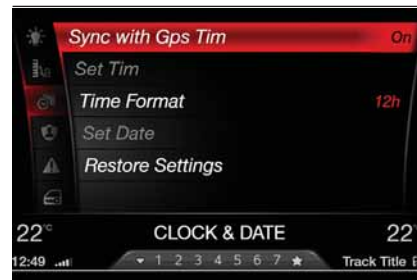 Sync with Gps Tim On
Set Tim
Time Format 12h
Set Date
Restore Settings
22°C CLOCK & DATE 22
12:49 1 2 3 4 5 6 7 Track Title